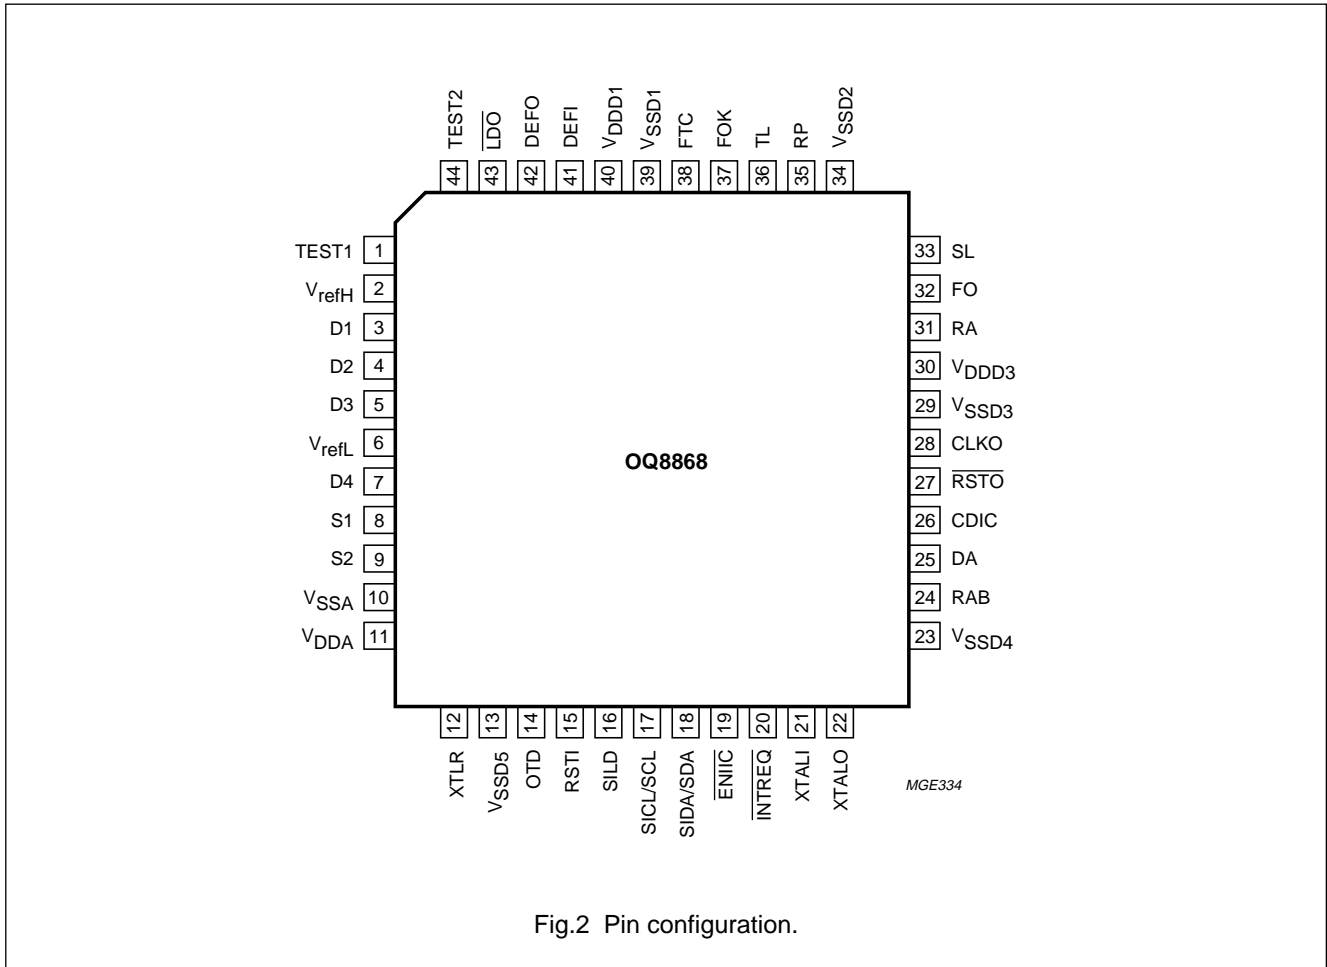 TEST2
L̅D̅O̅
DEFO
DEFI
VDDD1
VSSD1
FTC
FOK
TL
RP
VSSD2
44
43
42
41
40
39
38
37
36
35
34
TEST1 1
VrefH 2
D1 3
D2 4
D3 5
VrefL 6
D4 7
S1 8
S2 9
VSSA 10
VDDA 11
OQ8868
33 SL
32 FO
31 RA
30 VDDD3
29 VSSD3
28 CLKO
27 R̅S̅T̅O̅
26 CDIC
25 DA
24 RAB
23 VSSD4
12
13
14
15
16
17
18
19
20
21
22
XTLR
VSSD5
OTD
RSTI
SILD
SICL/SCL
SIDA/SDA
E̅N̅I̅I̅C̅
I̅N̅T̅R̅E̅Q̅
XTALI
XTALO
MGE334
Fig.2 Pin configuration.